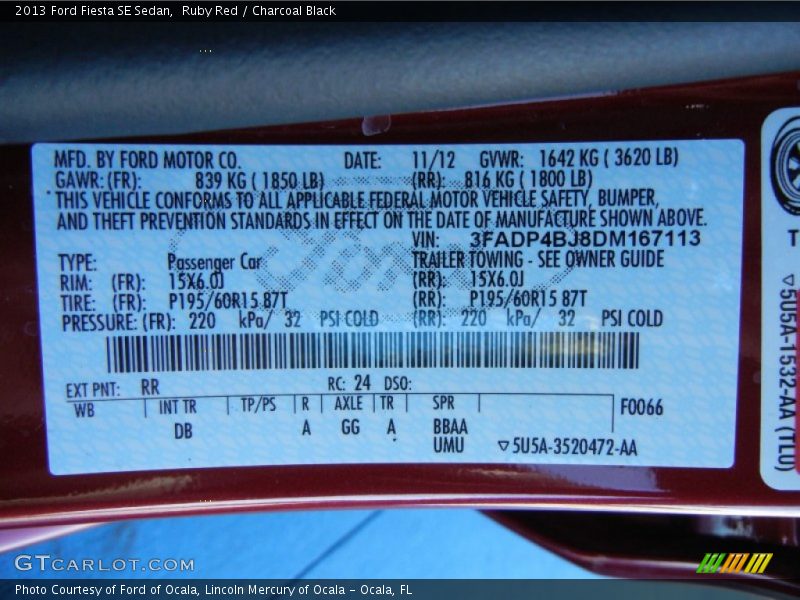 2013 Ford Fiesta SE Sedan,  Ruby Red / Charcoal Black
MFD. BY FORD MOTOR CO. DATE: 11/12 GVWR: 1642 KG ( 3620 LB)
GAWR: (FR): 839 KG ( 1850 LB) (RR): 816 KG ( 1800 LB)
THIS VEHICLE CONFORMS TO ALL APPLICABLE FEDERAL MOTOR VEHICLE SAFETY, BUMPER,
AND THEFT PREVENTION STANDARDS IN EFFECT ON THE DATE OF MANUFACTURE SHOWN ABOVE.
VIN: 3FADP4BJ8DM167113
TYPE: Passenger Car TRAILER TOWING - SEE OWNER GUIDE
RIM: (FR): 15X6.0J (RR): 15X6.0J
TIRE: (FR): P195/60R15 87T (RR): P195/60R15 87T
PRESSURE: (FR): 220 kPa/ 32 PSI COLD (RR): 220 kPa/ 32 PSI COLD
Ford
EXT PNT: RR RC: 24 DSO:
WB INT TR TP/PS R AXLE TR SPR F0066
DB A GG A BBAA
UMU 5U5A-3520472-AA
T
5U5A-1532-AA (TLU)
GTCARLOT.COM
Photo Courtesy of Ford of Ocala, Lincoln Mercury of Ocala - Ocala, FL